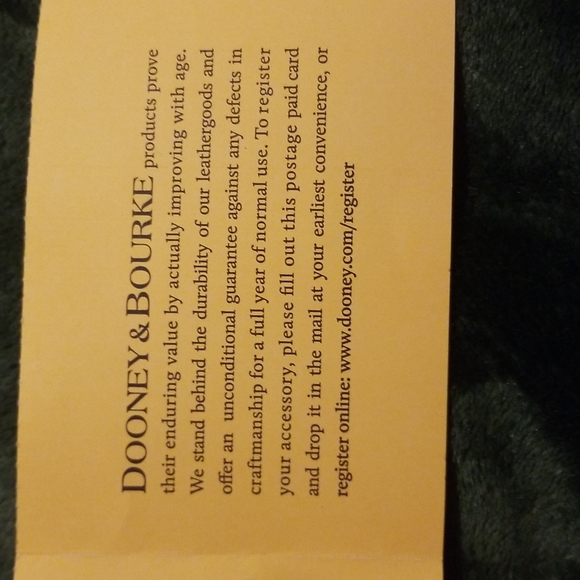 DOONEY & BOURKE products prove
their enduring value by actually improving with age.
We stand behind the durability of our leathergoods and
offer an unconditional guarantee against any defects in
craftmanship for a full year of normal use. To register
your accessory, please fill out this postage paid card
and drop it in the mail at your earliest convenience, or
register online: www.dooney.com/register